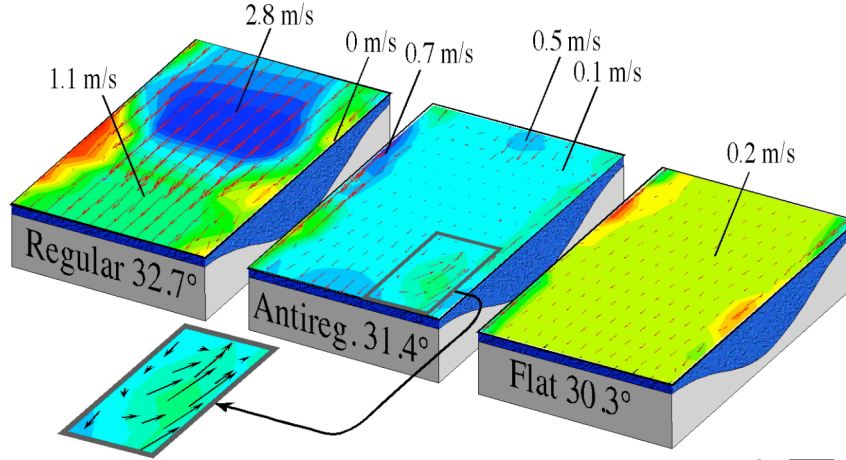 2.8 m/s
0 m/s
0.7 m/s
0.5 m/s
0.1 m/s
1.1 m/s
0.2 m/s
Regular 32.7°
Antireg. 31.4°
Flat 30.3°